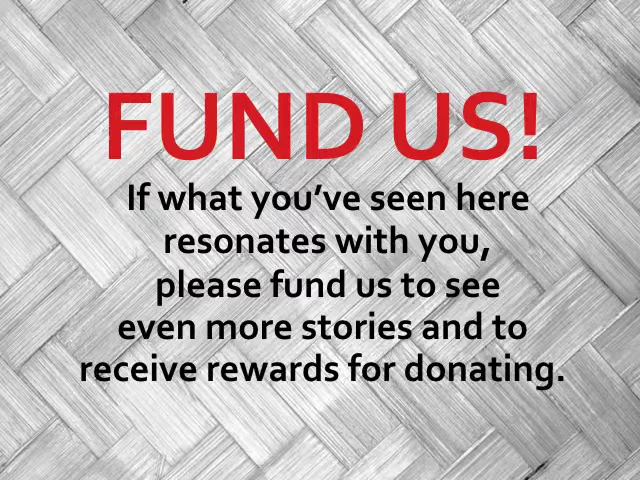 FUND US!
If what you’ve seen here
resonates with you,
please fund us to see
even more stories and to
receive rewards for donating.